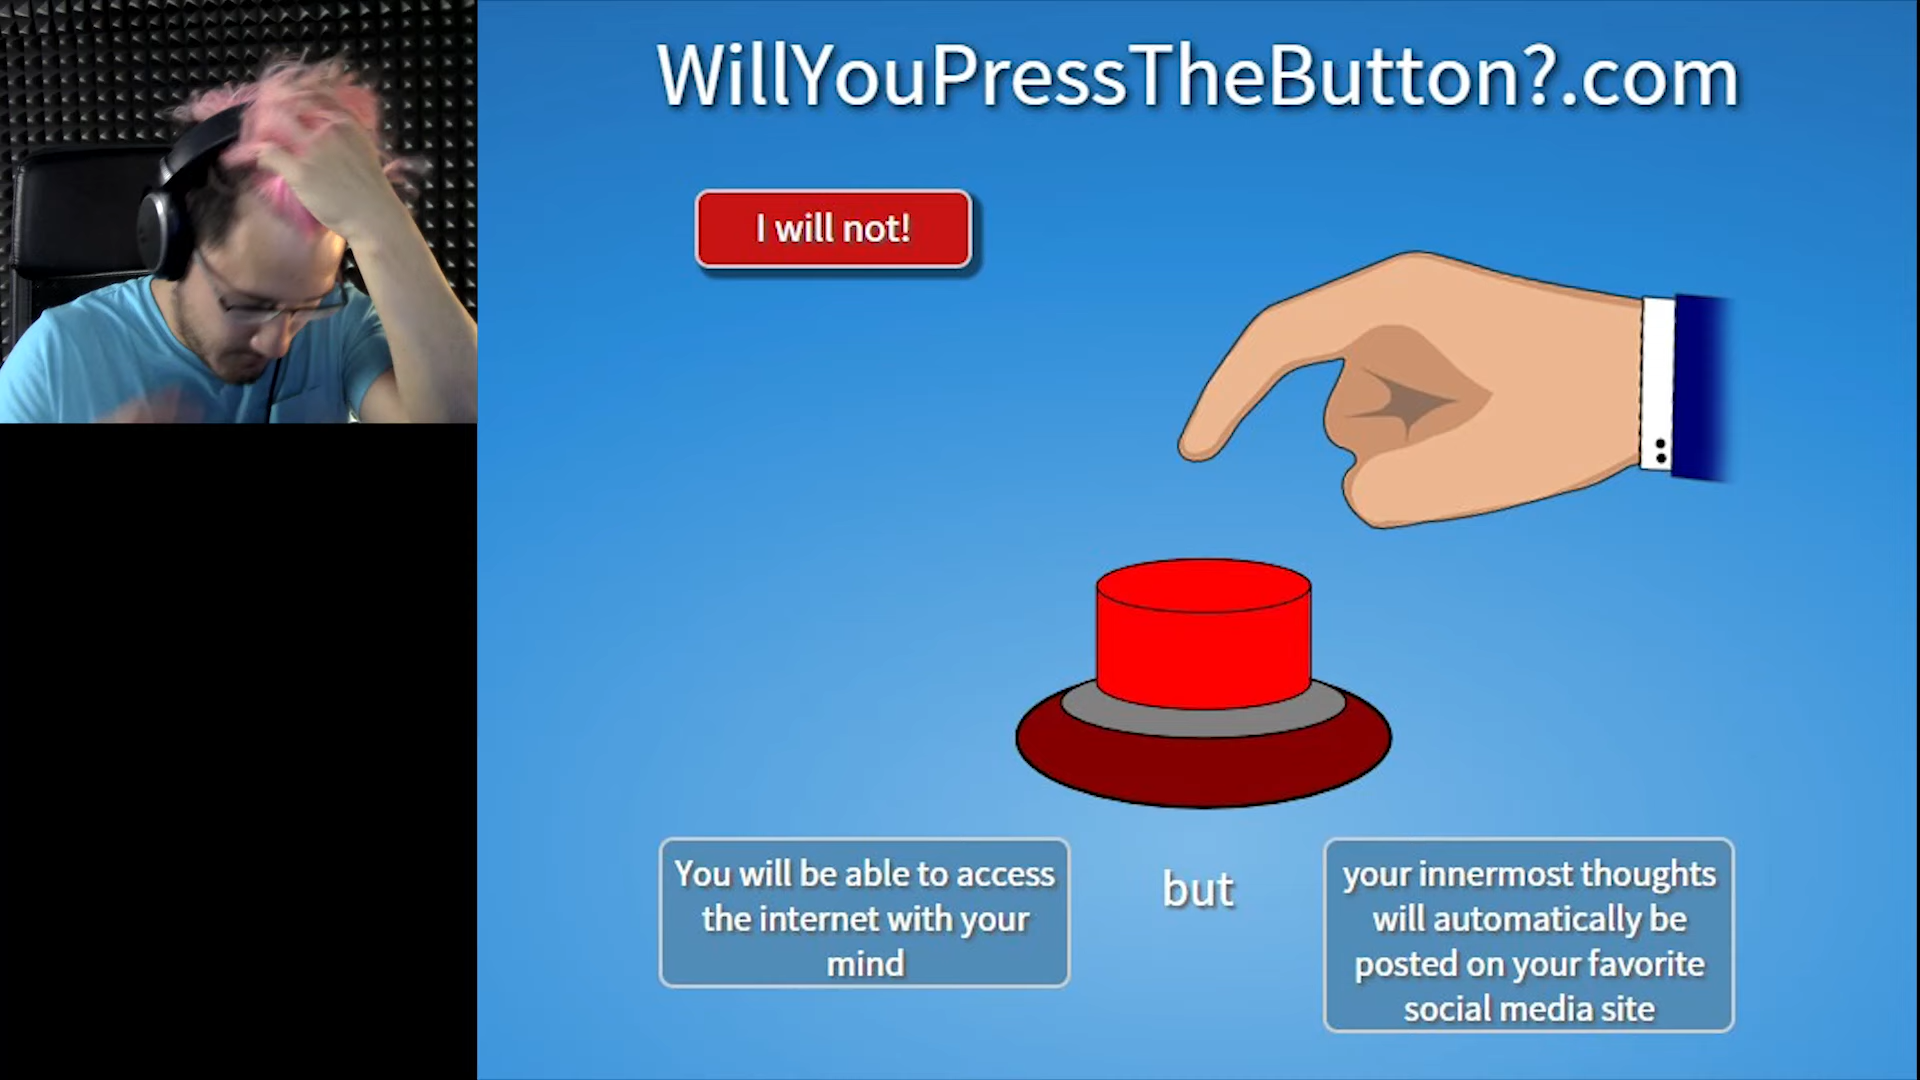 WillYouPressTheButton?.com
I will not!
You will be able to access
the internet with your
mind
but
your innermost thoughts
will automatically be
posted on your favorite
social media site